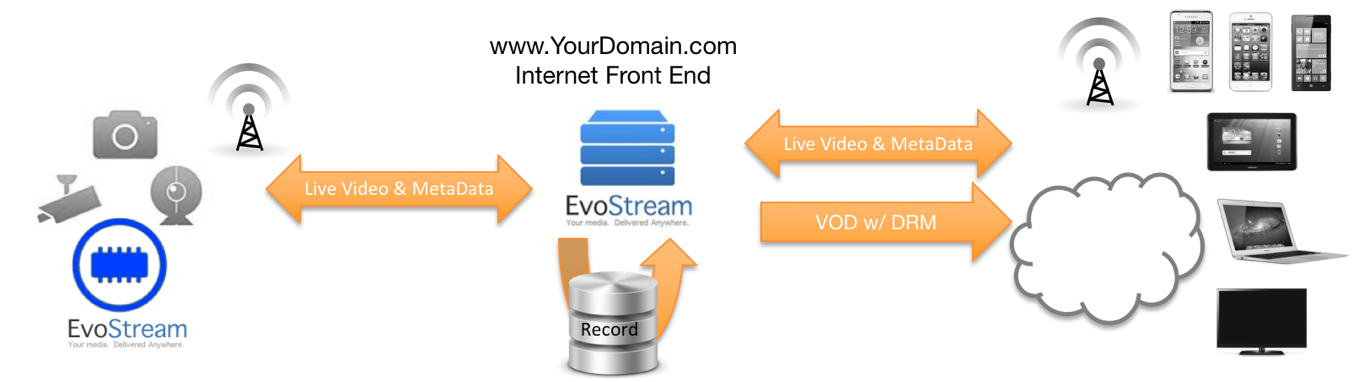 www.YourDomain.com
Internet Front End
Live Video & MetaData
Live Video & MetaData
VOD w/ DRM
EvoStream
Your media. Delivered Anywhere.
Record
EvoStream
Your media. Delivered Anywhere.